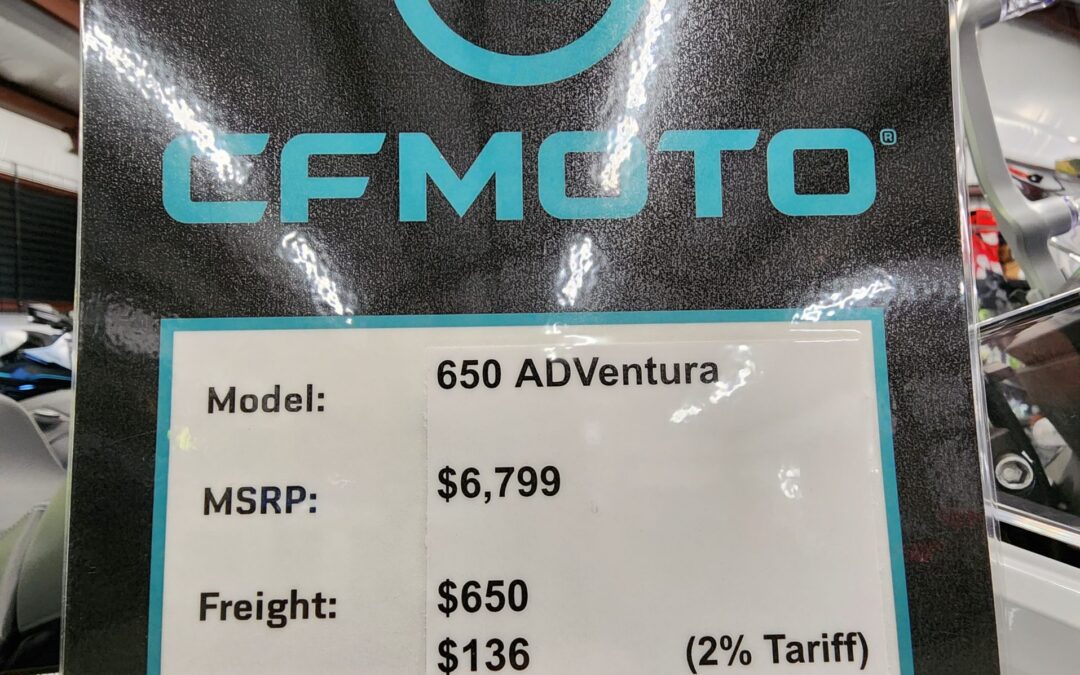 CFMOTO®
Model: 650 ADVentura
MSRP: $6,799
Freight: $650
$136 (2% Tariff)